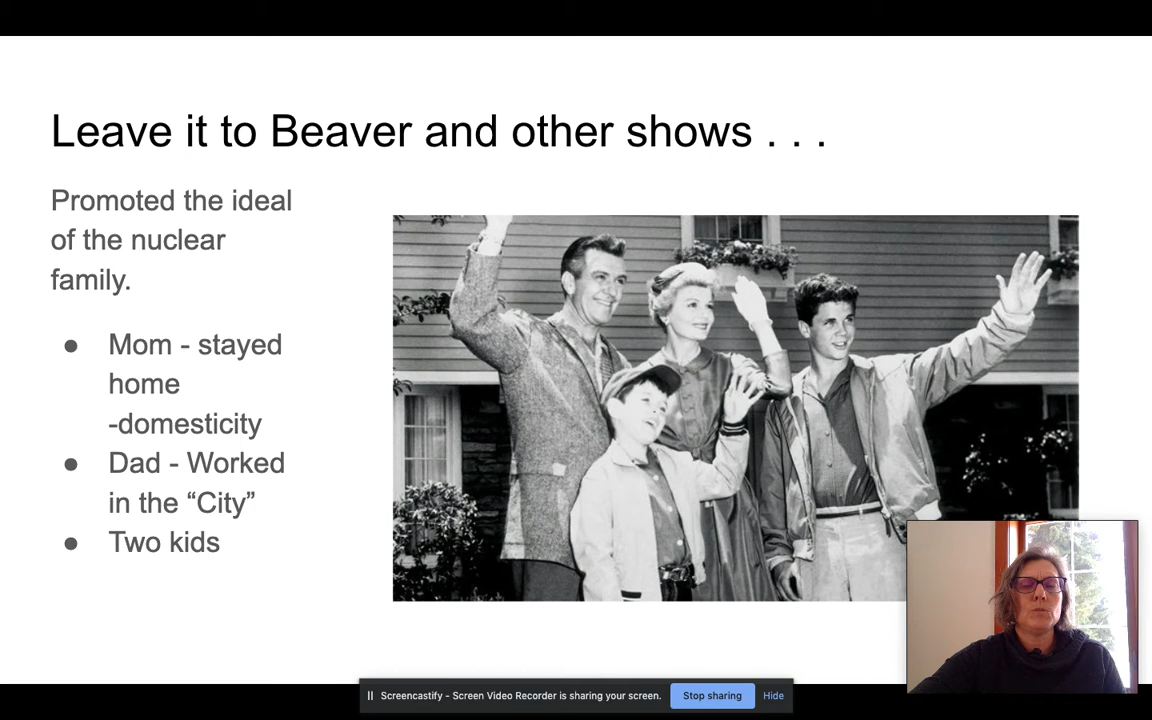 Leave it to Beaver and other shows . . .
Promoted the ideal
of the nuclear
family.
● Mom - stayed
home
-domesticity
● Dad - Worked
in the “City”
● Two kids
Screencastify - Screen Video Recorder is sharing your screen. Stop sharing Hide